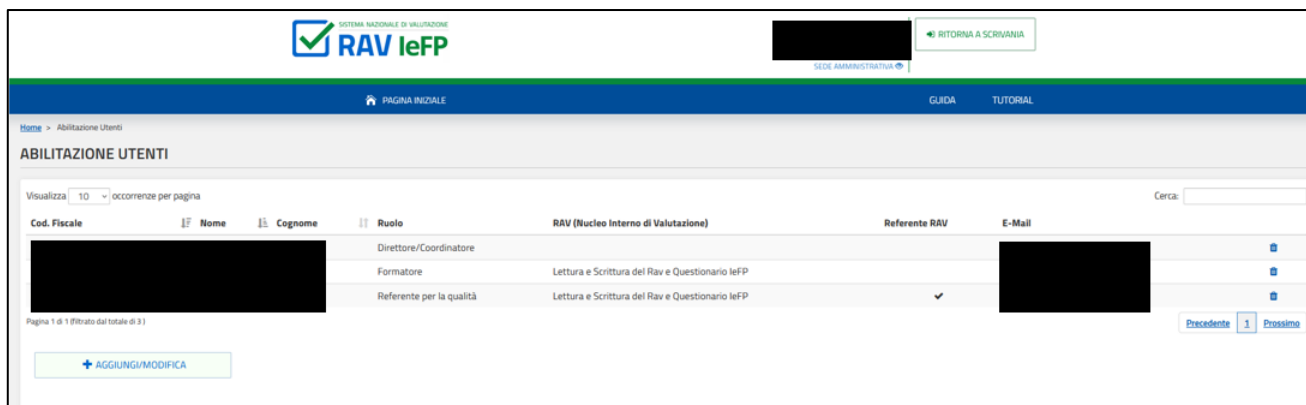 SISTEMA NAZIONALE DI VALUTAZIONE
RAV IeFP
RITORNA A SCRIVANIA
SEDE AMMINISTRATIVA
PAGINA INIZIALE GUIDA TUTORIAL
Home > Abilitazione Utenti
ABILITAZIONE UTENTI
Visualizza 10 occorrenze per pagina Cerca:
Cod. Fiscale Nome Cognome Ruolo RAV (Nucleo Interno di Valutazione) Referente RAV E-Mail
Direttore/Coordinatore
Formatore Lettura e Scrittura del Rav e Questionario IeFP
Referente per la qualità Lettura e Scrittura del Rav e Questionario IeFP
Pagina 1 di 1 (filtrato dal totale di 3 )
Precedente 1 Prossimo
+ AGGIUNGI/MODIFICA